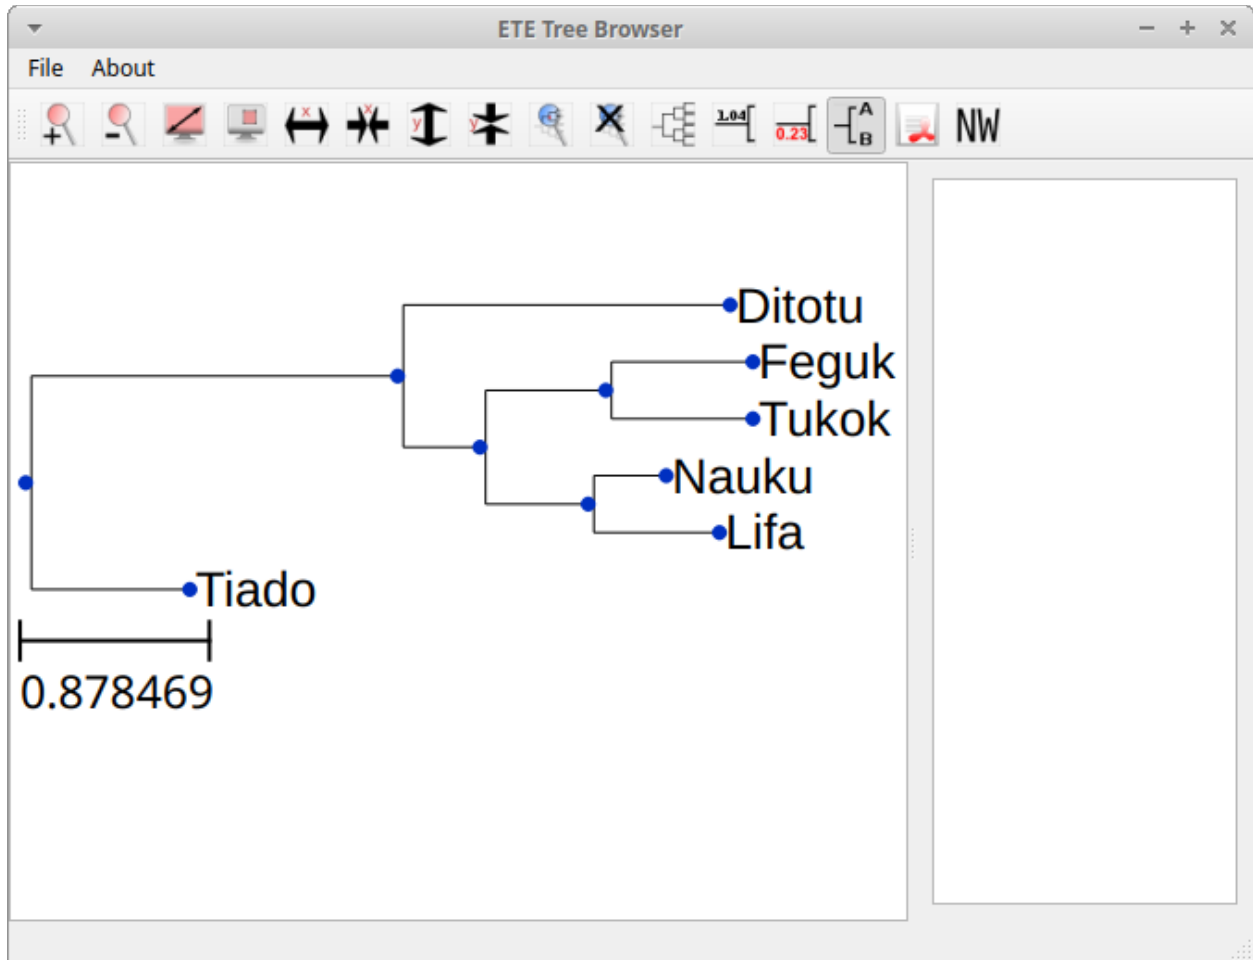 ETE Tree Browser
File About
+ - x x y y 1.04 0.23 A B NW
Ditotu
Feguk
Tukok
Nauku
Lifa
Tiado
0.878469